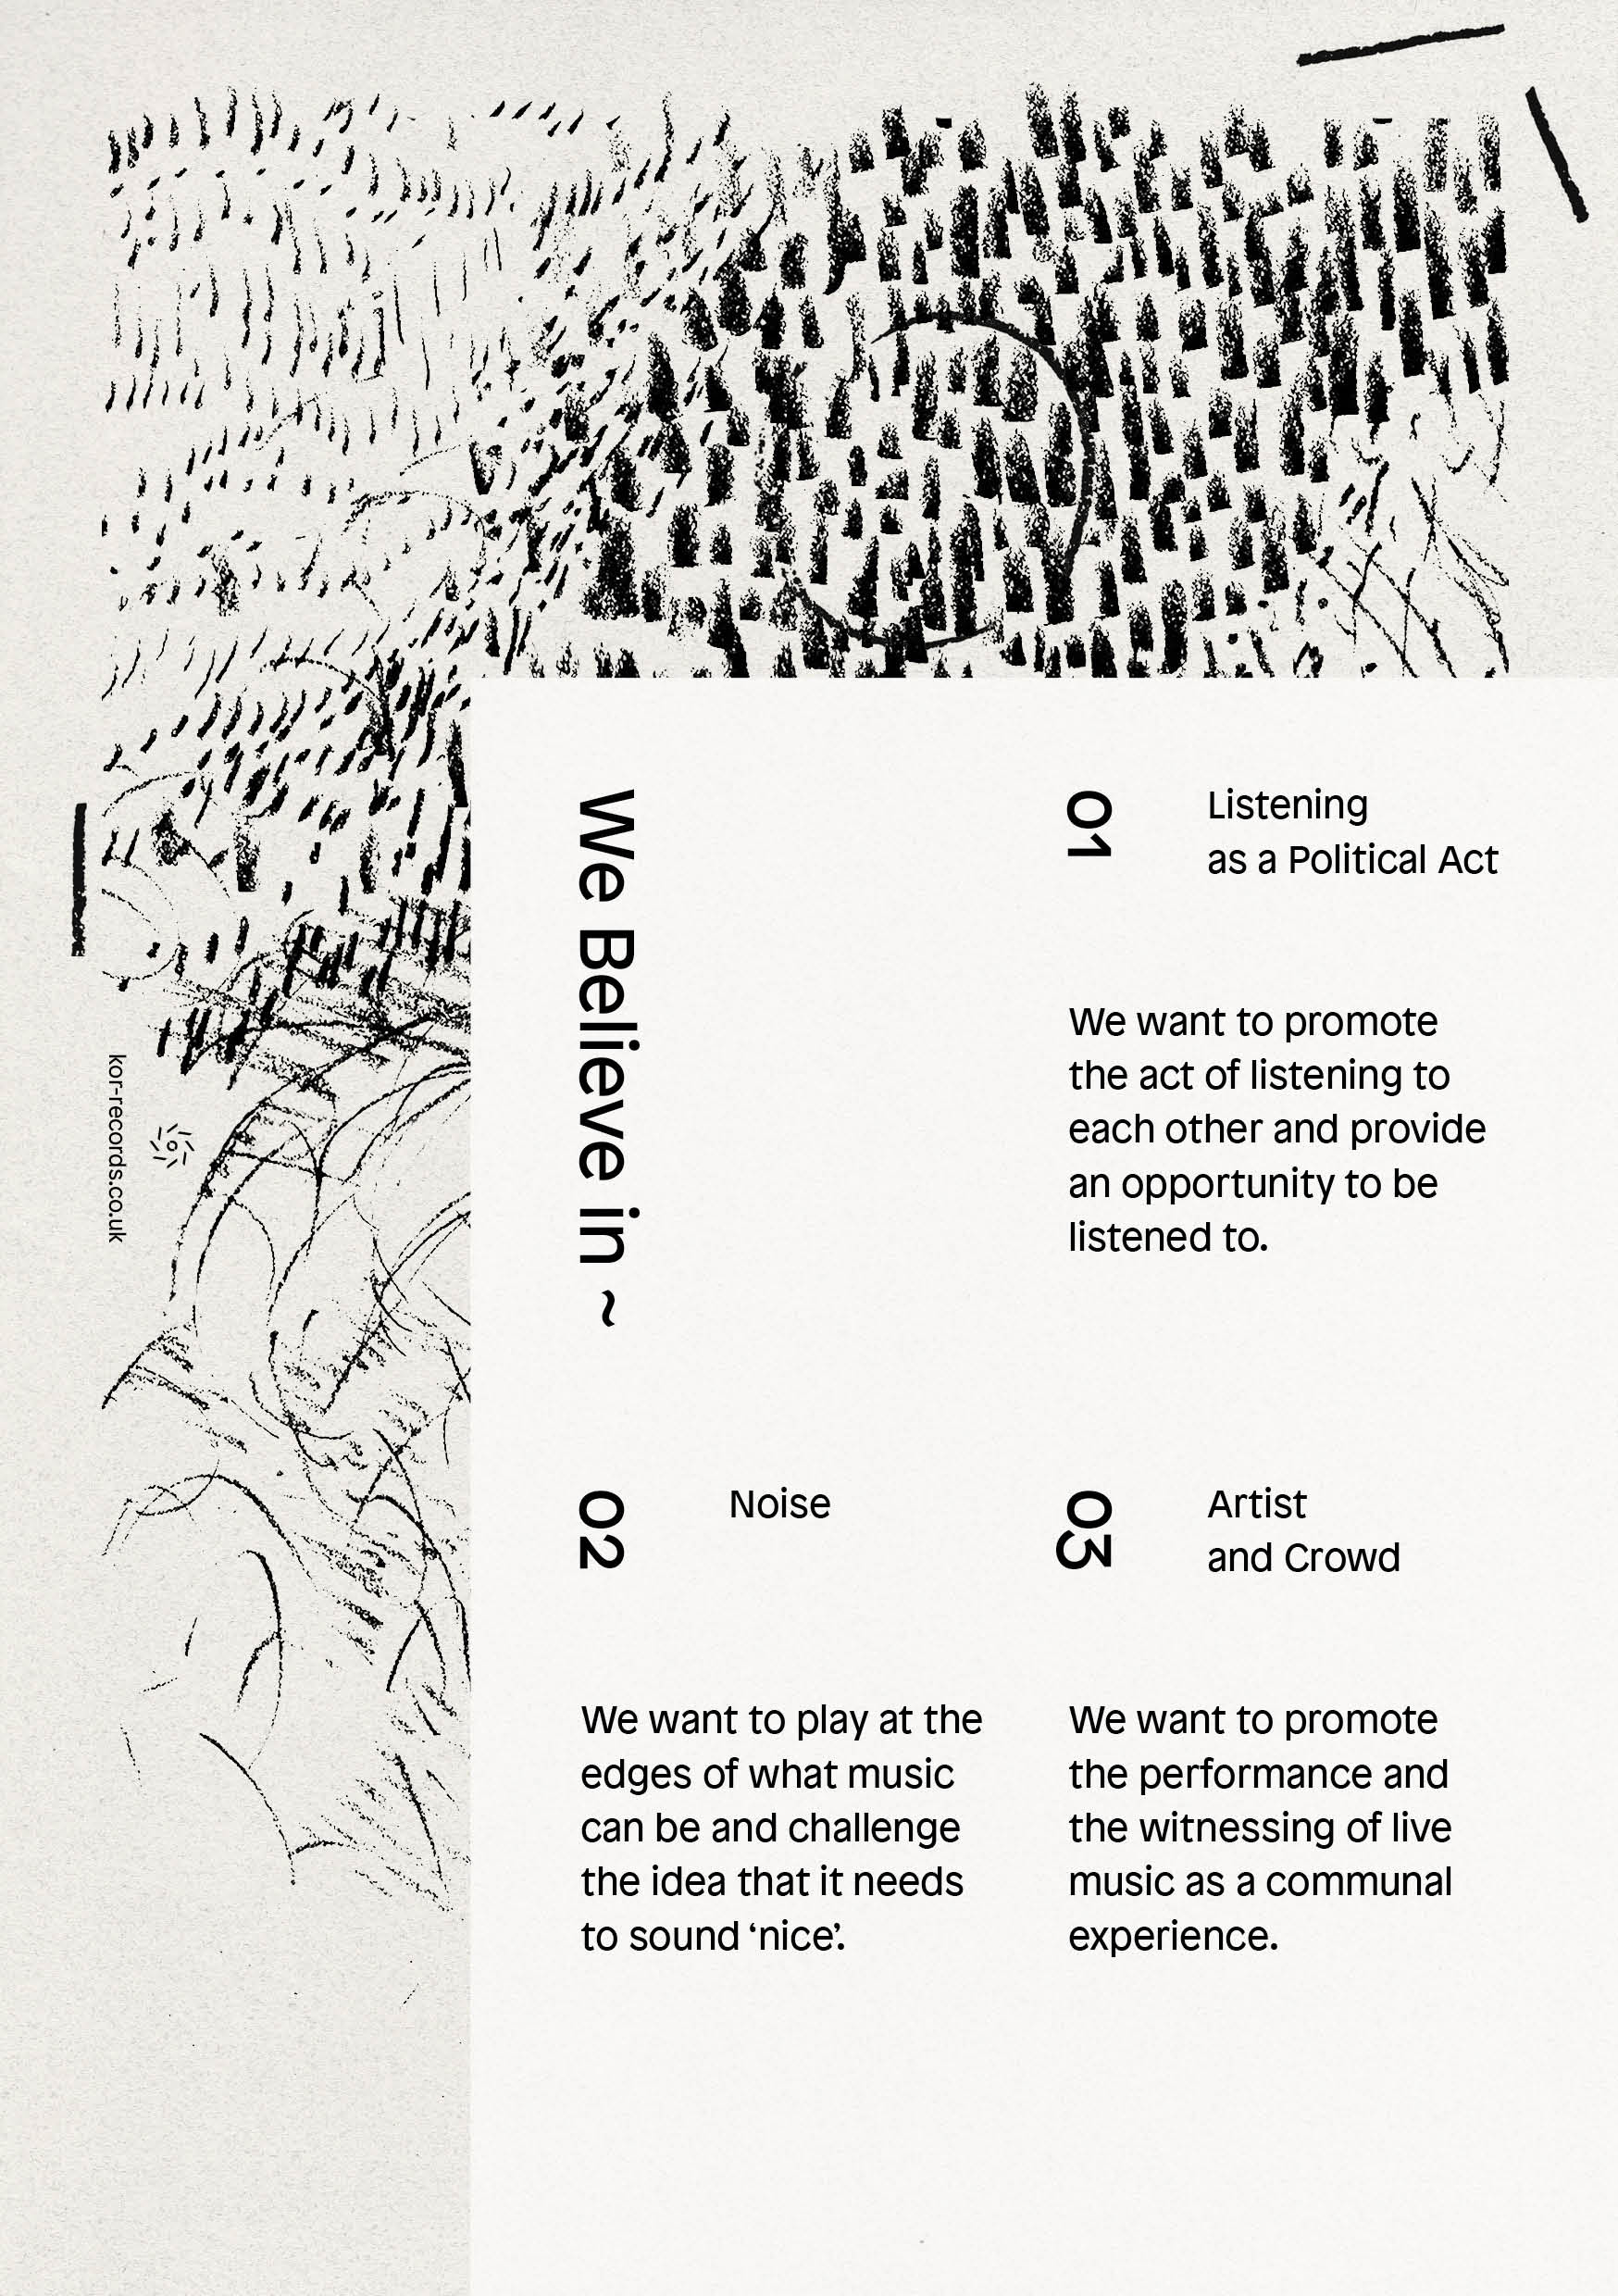 We Believe in ~
01
Listening
as a Political Act
We want to promote
the act of listening to
each other and provide
an opportunity to be
listened to.
02
Noise
We want to play at the
edges of what music
can be and challenge
the idea that it needs
to sound ‘nice’.
03
Artist
and Crowd
We want to promote
the performance and
the witnessing of live
music as a communal
experience.
kor-records.co.uk